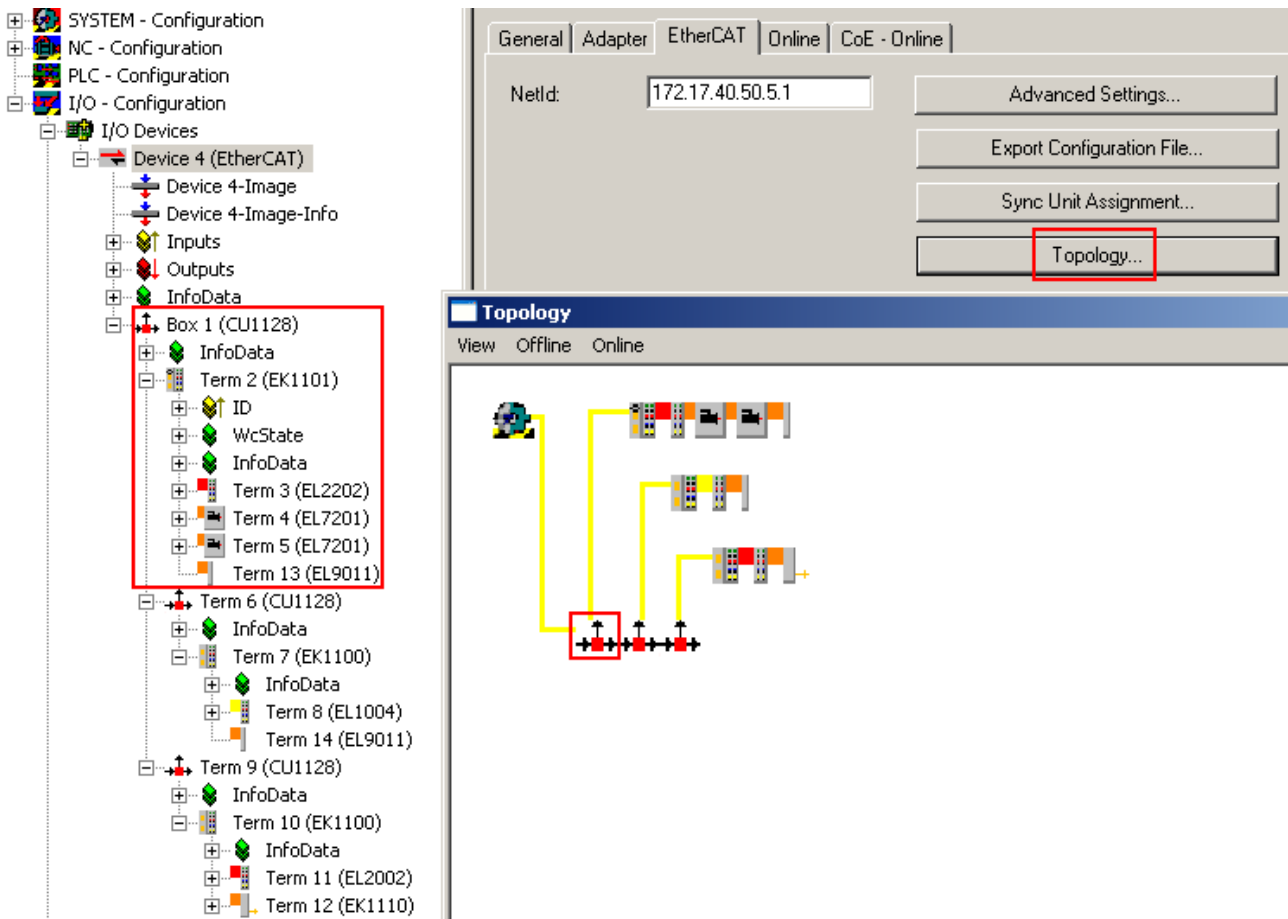 SYSTEM - Configuration
NC - Configuration
PLC - Configuration
I/O - Configuration
I/O Devices
Device 4 (EtherCAT)
Device 4-Image
Device 4-Image-Info
Inputs
Outputs
InfoData
Box 1 (CU1128)
InfoData
Term 2 (EK1101)
ID
WcState
InfoData
Term 3 (EL2202)
Term 4 (EL7201)
Term 5 (EL7201)
Term 13 (EL9011)
Term 6 (CU1128)
InfoData
Term 7 (EK1100)
InfoData
Term 8 (EL1004)
Term 14 (EL9011)
Term 9 (CU1128)
InfoData
Term 10 (EK1100)
InfoData
Term 11 (EL2002)
Term 12 (EK1110)
General Adapter EtherCAT Online CoE - Online
NetId: 172.17.40.50.5.1
Advanced Settings...
Export Configuration File...
Sync Unit Assignment...
Topology...
Topology
View Offline Online